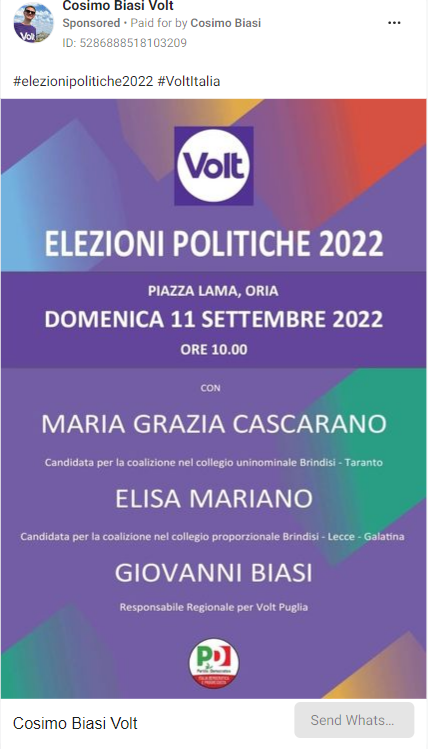 Cosimo Biasi Volt
Sponsored • Paid for by Cosimo Biasi
ID: 5286888518103209
#elezionipolitiche2022 #VoltItalia
Volt
Volt
ELEZIONI POLITICHE 2022
PIAZZA LAMA, ORIA
DOMENICA 11 SETTEMBRE 2022
ORE 10.00
CON
MARIA GRAZIA CASCARANO
Candidata per la coalizione nel collegio uninominale Brindisi - Taranto
ELISA MARIANO
Candidata per la coalizione nel collegio proporzionale Brindisi - Lecce - Galatina
GIOVANNI BIASI
Responsabile Regionale per Volt Puglia
PD
Partito Democratico
Cosimo Biasi Volt
Send Whats...